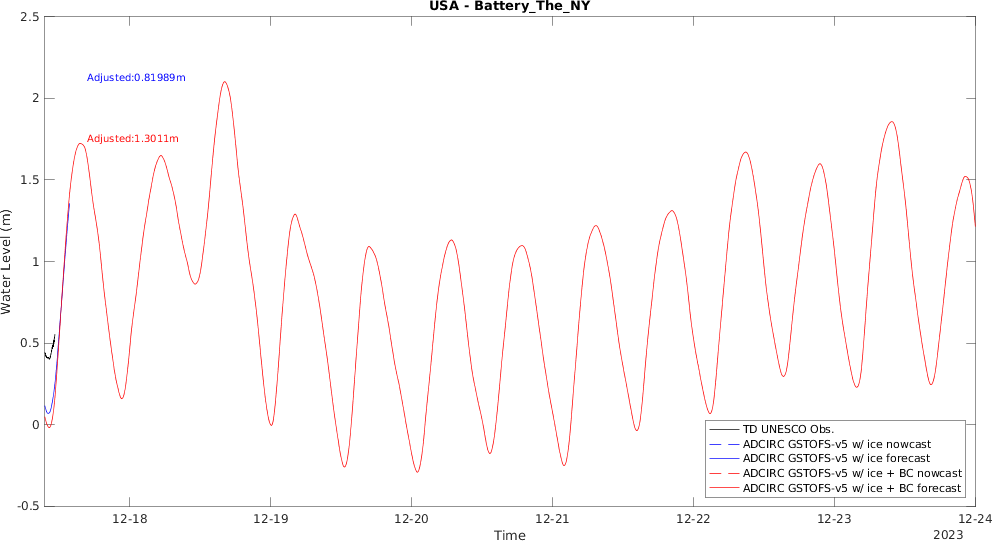 USA - Battery_The_NY
2.5
2
1.5
1
0.5
0
-0.5
Water Level (m)
Adjusted:0.81989m
Adjusted:1.3011m
TD UNESCO Obs.
ADCIRC GSTOFS-v5 w/ ice nowcast
ADCIRC GSTOFS-v5 w/ ice forecast
ADCIRC GSTOFS-v5 w/ ice + BC nowcast
ADCIRC GSTOFS-v5 w/ ice + BC forecast
12-18
12-19
12-20
12-21
12-22
12-23
12-24
Time
2023